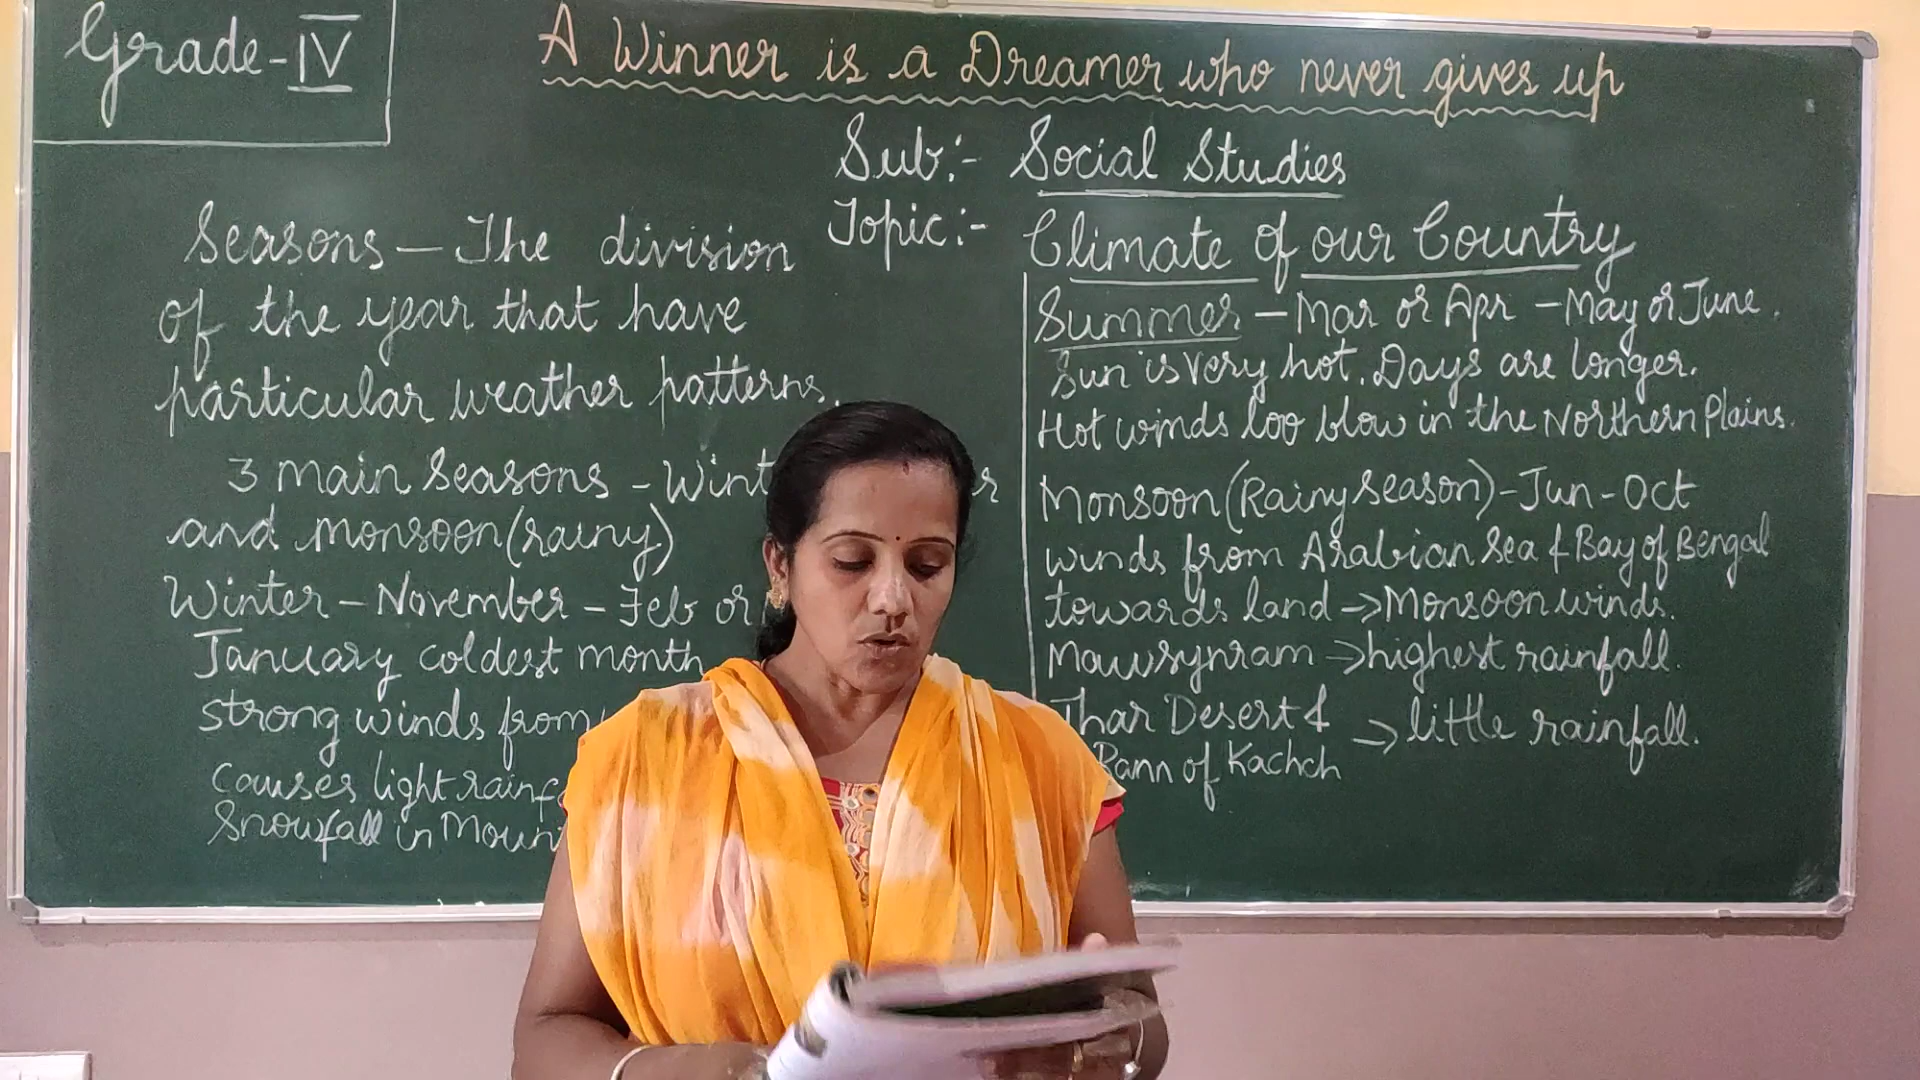 Grade-IV
A Winner is a Dreamer who never gives up
Sub:- Social Studies
Topic:- Climate of our Country
Seasons - The division
of the year that have
particular weather patterns.
3 main seasons - Wint
and monsoon (rainy)
Winter - November - Feb or
January coldest month
strong winds from
Causes light rainf
Snowfall in Mount
Summer - Mar or Apr - May or June.
Sun is very hot. Days are longer.
Hot winds loo blow in the Northern Plains.
Monsoon (Rainy season) - Jun - Oct
winds from Arabian Sea & Bay of Bengal
towards land -> Monsoon winds.
Mawsynram -> highest rainfall.
Thar Desert & -> little rainfall.
Rann of Kachch